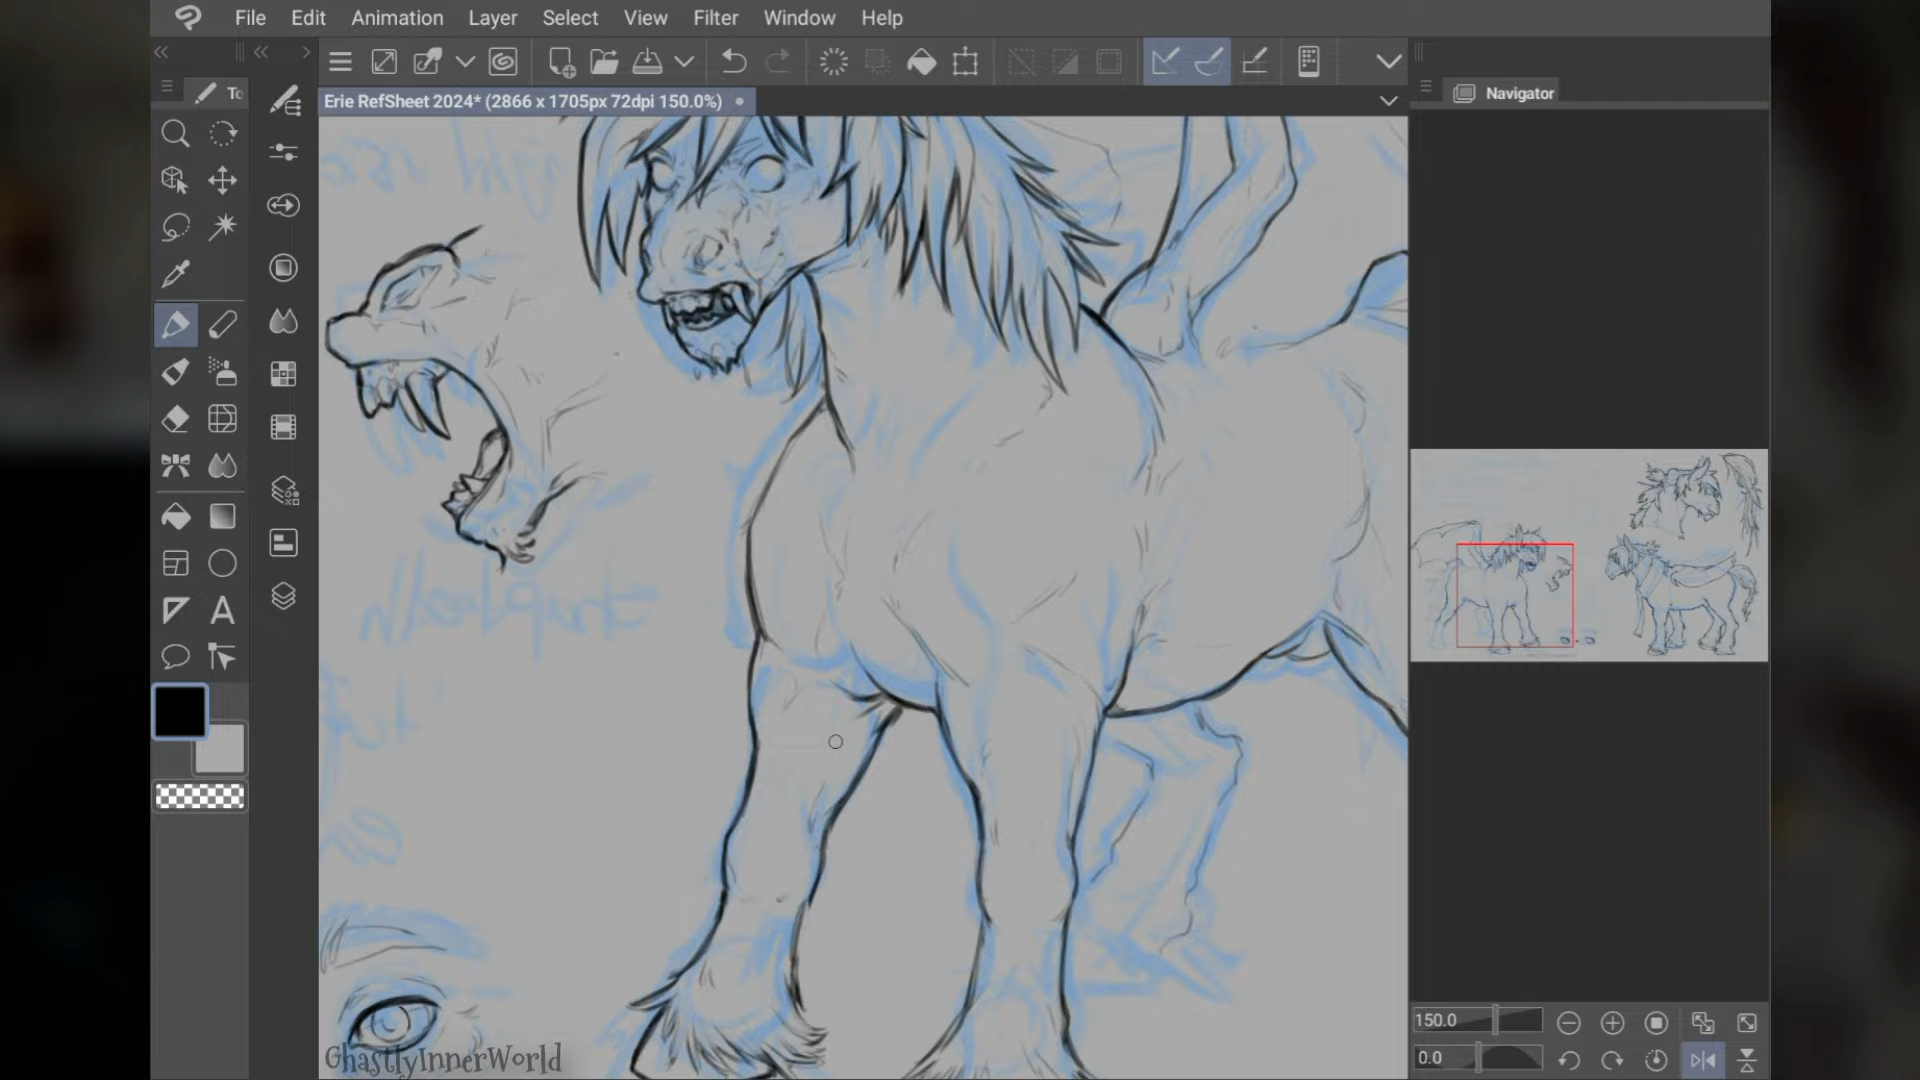 File Edit Animation Layer Select View Filter Window Help
To
Erie RefSheet 2024* (2866 x 1705px 72dpi 150.0%)
Navigator
A
150.0
0.0
GhastlyInnerWorld